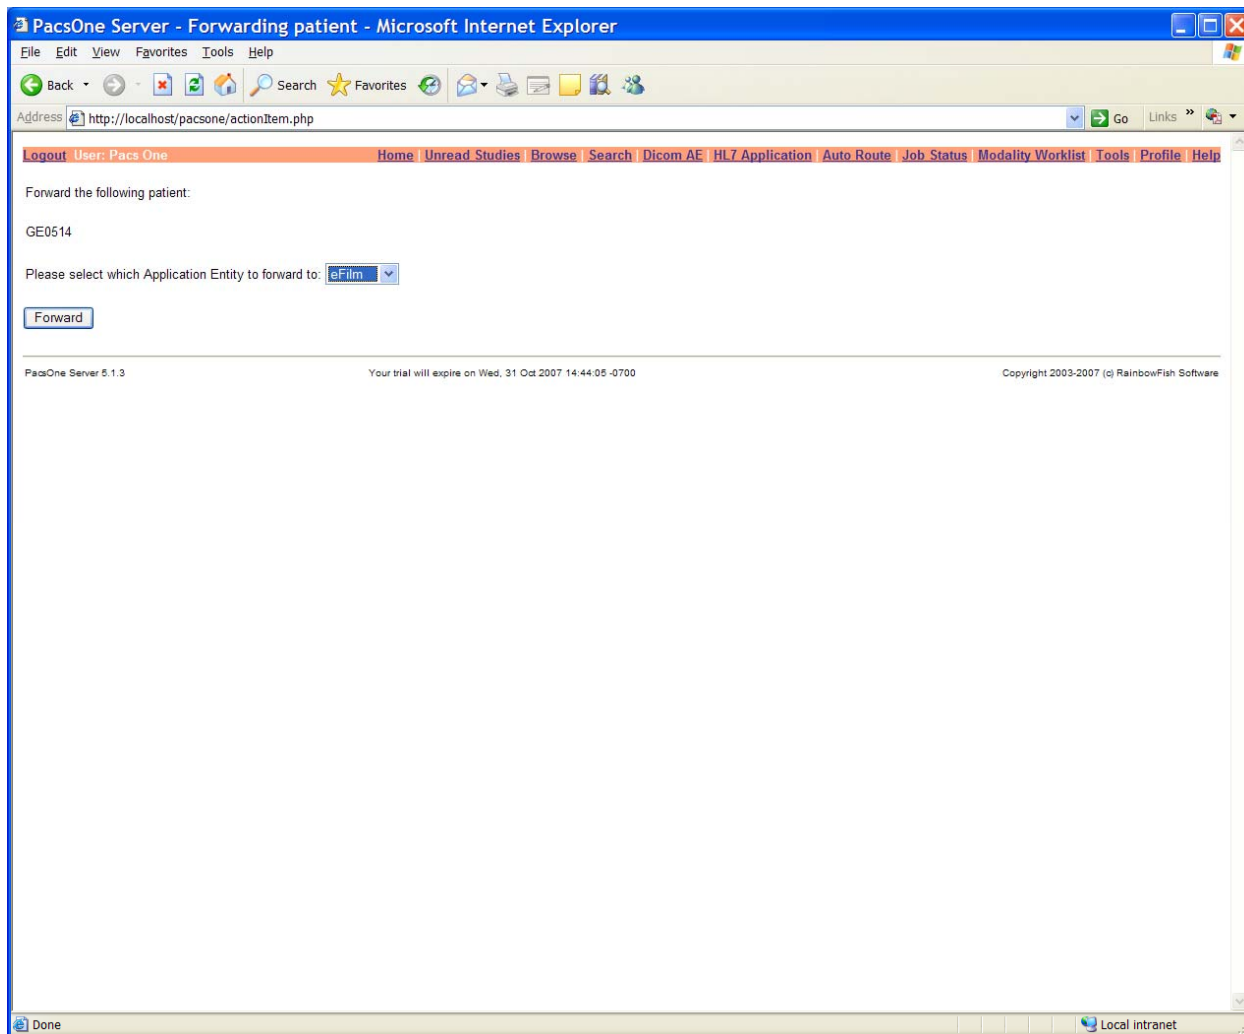 PacsOne Server - Forwarding patient - Microsoft Internet Explorer
File Edit View Favorites Tools Help
Back Search Favorites
Address http://localhost/pacsone/actionItem.php Go Links »
Logout User: Pacs One Home | Unread Studies | Browse | Search | Dicom AE | HL7 Application | Auto Route | Job Status | Modality Worklist | Tools | Profile | Help
Forward the following patient:
GE0514
Please select which Application Entity to forward to: eFilm
Forward
PacsOne Server 5.1.3 Your trial will expire on Wed, 31 Oct 2007 14:44:05 -0700 Copyright 2003-2007 (c) RainbowFish Software
Done Local intranet